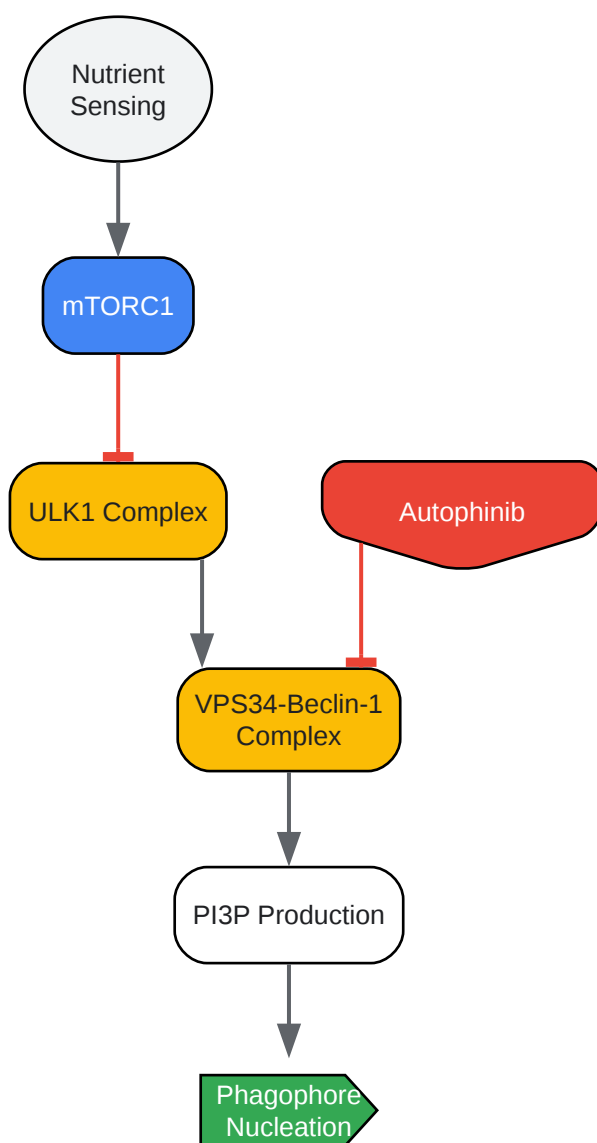 Nutrient
Sensing
mTORC1
ULK1 Complex
Autophinib
VPS34-Beclin-1
Complex
PI3P Production
Phagophore
Nucleation